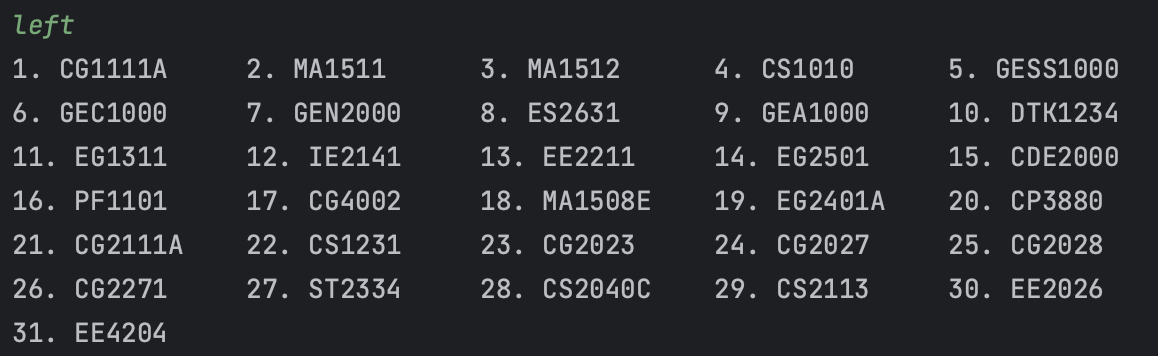 left
1. CG1111A 2. MA1511 3. MA1512 4. CS1010 5. GESS1000
6. GEC1000 7. GEN2000 8. ES2631 9. GEA1000 10. DTK1234
11. EG1311 12. IE2141 13. EE2211 14. EG2501 15. CDE2000
16. PF1101 17. CG4002 18. MA1508E 19. EG2401A 20. CP3880
21. CG2111A 22. CS1231 23. CG2023 24. CG2027 25. CG2028
26. CG2271 27. ST2334 28. CS2040C 29. CS2113 30. EE2026
31. EE4204